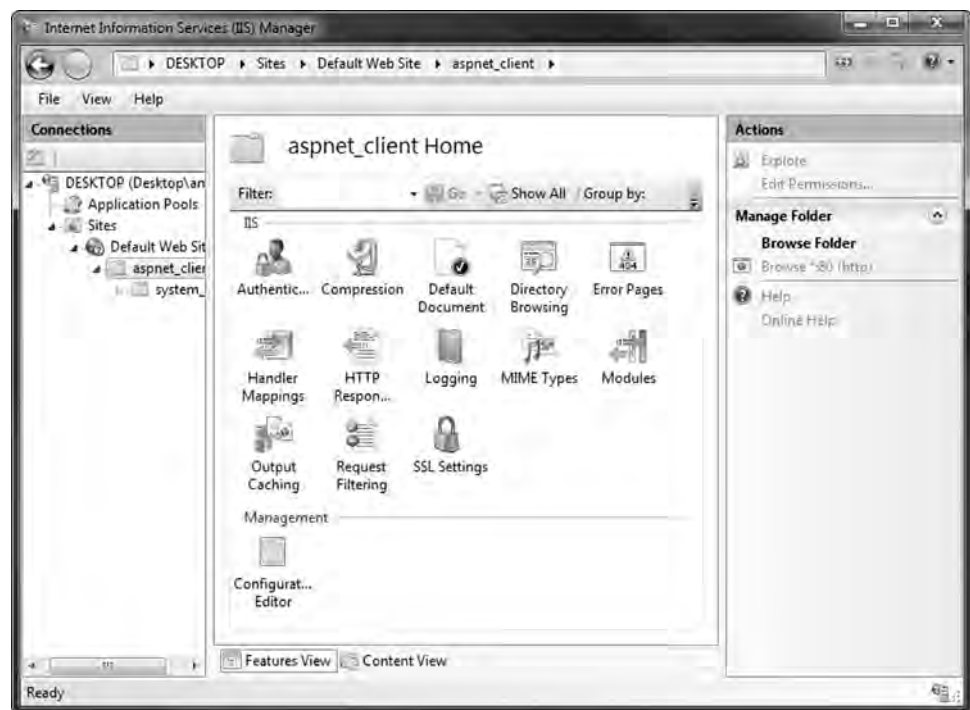 Internet Information Services (IIS) Manager
DESKTOP Sites Default Web Site aspnet_client
File View Help
Connections
DESKTOP (Desktop\an
Application Pools
Sites
Default Web Sit
aspnet_clier
system_
aspnet_client Home
Filter: Go Show All Group by:
IIS
Authentic... Compression Default Document Directory Browsing Error Pages
Handler Mappings HTTP Respon... Logging MIME Types Modules
Output Caching Request Filtering SSL Settings
Management
Configurat... Editor
Features View Content View
Actions
Explore
Edit Permissions...
Manage Folder
Browse Folder
Browse *:80 (http)
Help
Online Help
Ready